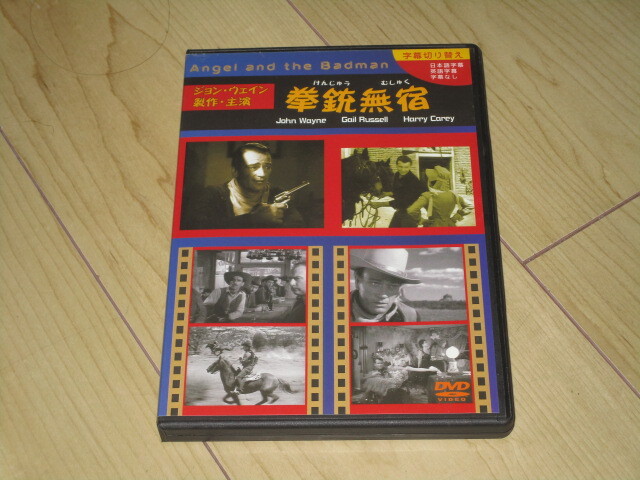 Angel and the Badman
字幕切り替え
日本語字幕
英語字幕
字幕なし
ジョン・ウェイン
製作・主演
けんじゅう むしゅく
拳銃無宿
John Wayne Gail Russell Harry Carey
DVD
VIDEO